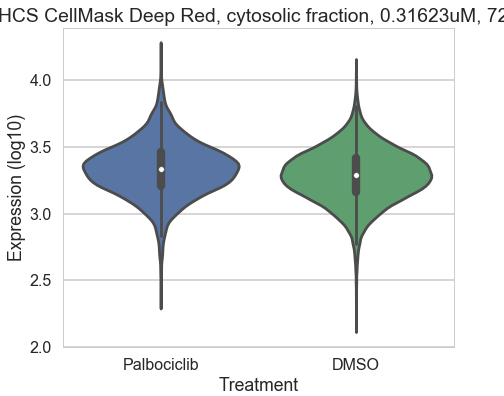 HCS CellMask Deep Red, cytosolic fraction, 0.31623uM, 72
4.0
3.5
3.0
2.5
2.0
Expression (log10)
Palbociclib DMSO
Treatment